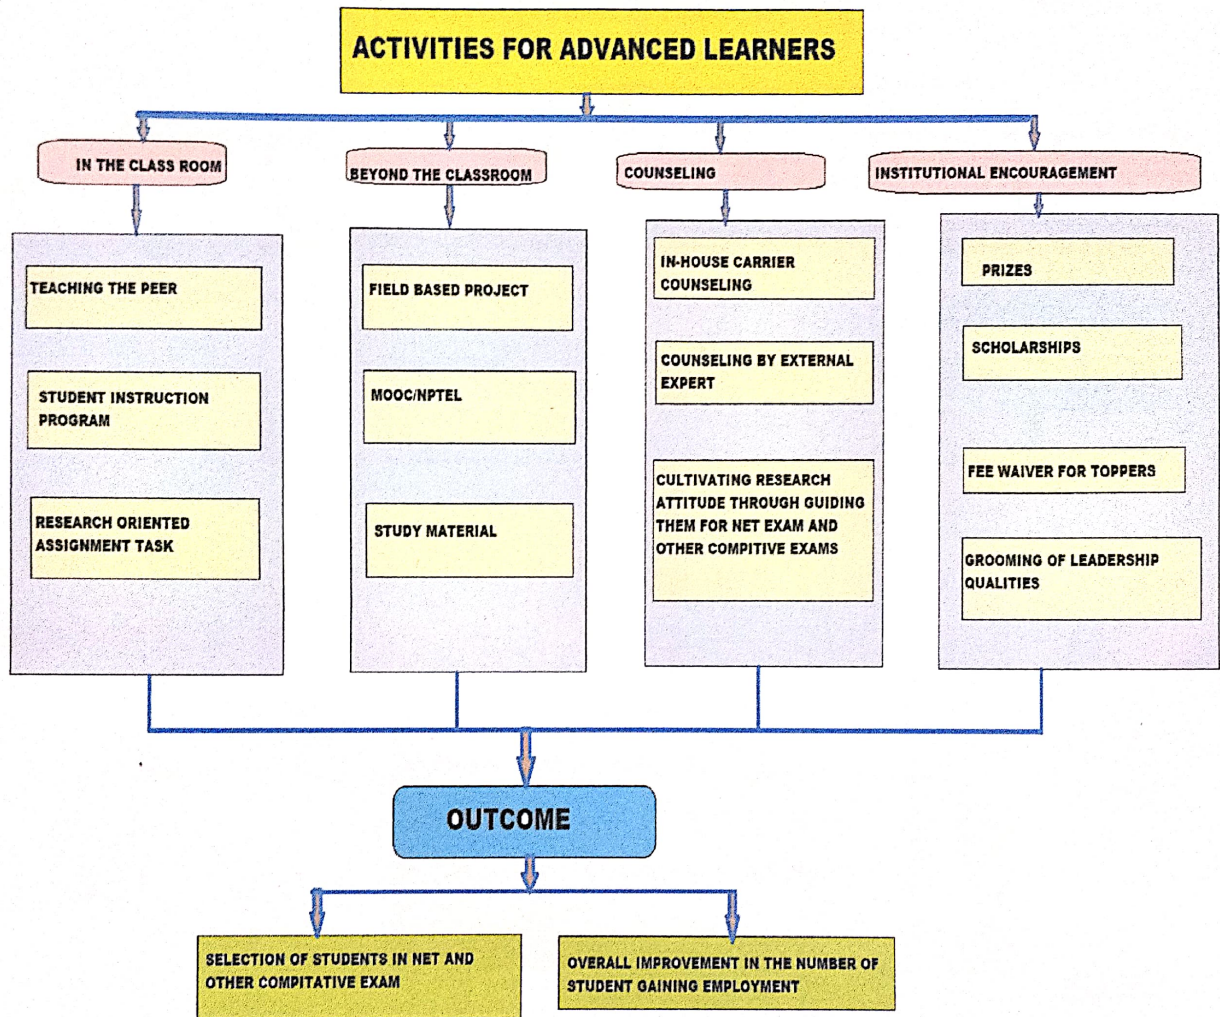 ACTIVITIES FOR ADVANCED LEARNERS
IN THE CLASS ROOM
BEYOND THE CLASSROOM
COUNSELING
INSTITUTIONAL ENCOURAGEMENT
TEACHING THE PEER
STUDENT INSTRUCTION
PROGRAM
RESEARCH ORIENTED
ASSIGNMENT TASK
FIELD BASED PROJECT
MOOC/NPTEL
STUDY MATERIAL
IN-HOUSE CARRIER
COUNSELING
COUNSELING BY EXTERNAL
EXPERT
CULTIVATING RESEARCH
ATTITUDE THROUGH GUIDING
THEM FOR NET EXAM AND
OTHER COMPITIVE EXAMS
PRIZES
SCHOLARSHIPS
FEE WAIVER FOR TOPPERS
GROOMING OF LEADERSHIP
QUALITIES
OUTCOME
SELECTION OF STUDENTS IN NET AND
OTHER COMPITATIVE EXAM
OVERALL IMPROVEMENT IN THE NUMBER OF
STUDENT GAINING EMPLOYMENT